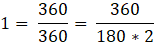 1 = 360/360 = 360/(180 * 2)